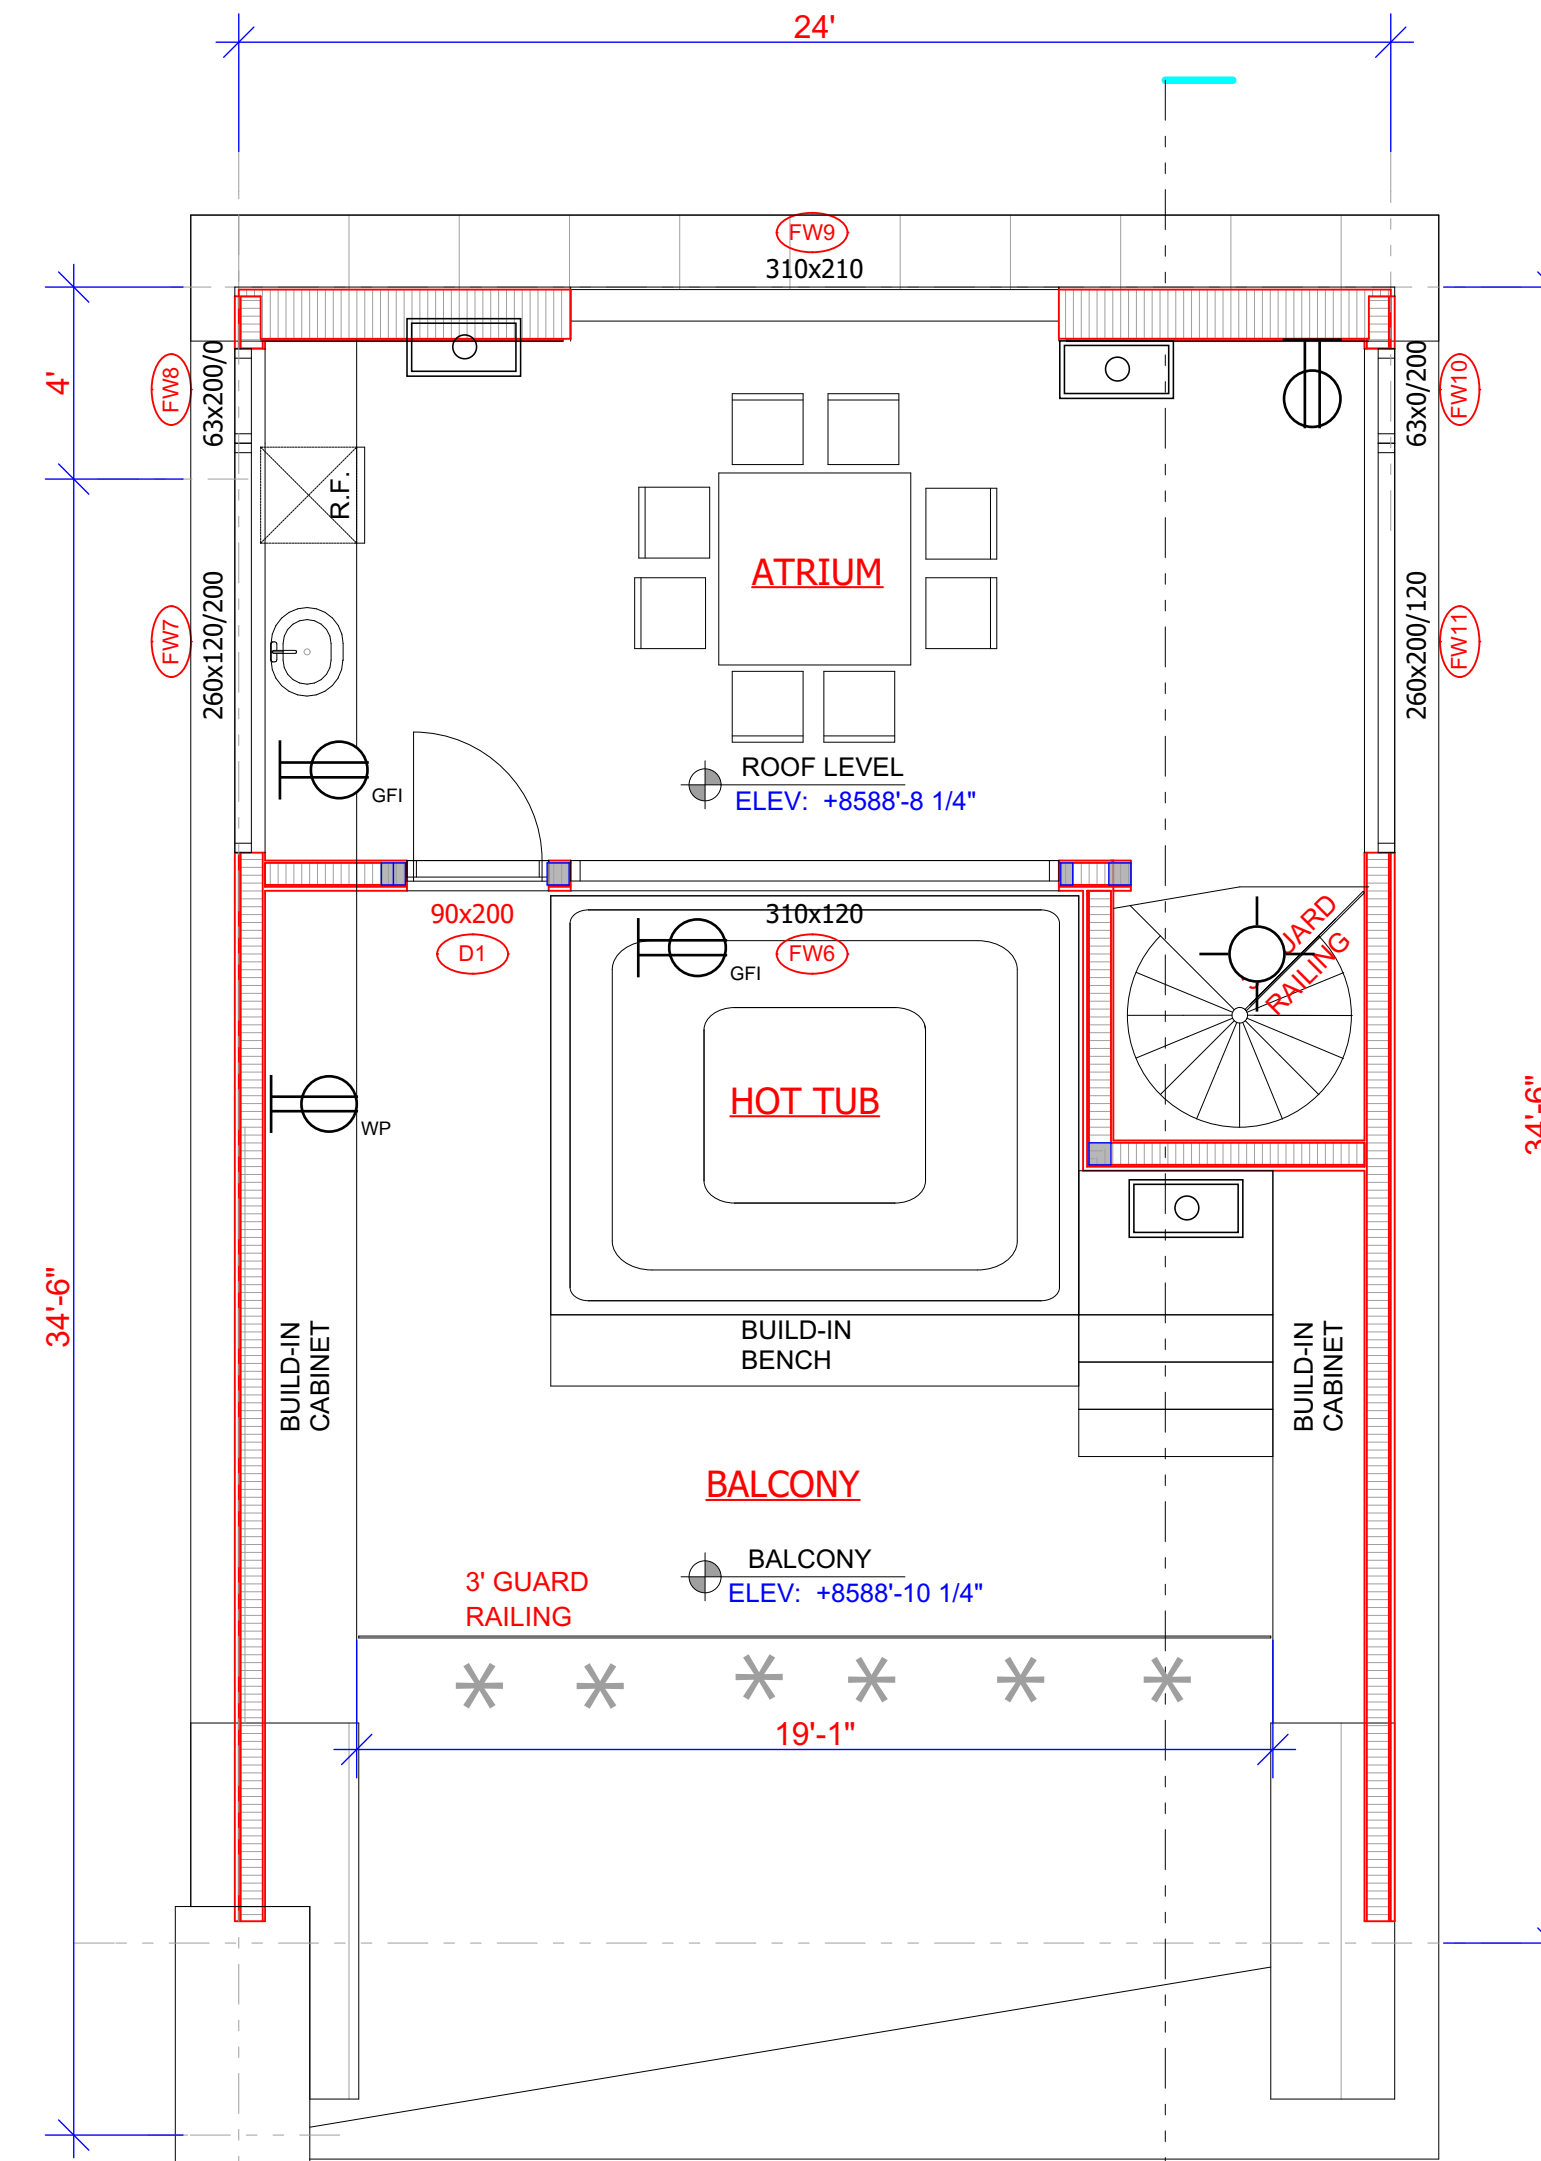 24'
FW9
310x210
4'
FW8
63x200/0
63x0/200
FW10
R.F.
ATRIUM
FW7
260x120/200
260x200/120
FW11
ROOF LEVEL
ELEV: +8588'-8 1/4"
GFI
90x200
D1
310x120
FW6
GFI
RAILING
HOT TUB
WP
34'-6"
34'-6"
BUILD-IN
CABINET
BUILD-IN
BENCH
BUILD-IN
CABINET
BALCONY
BALCONY
ELEV: +8588'-10 1/4"
3' GUARD
RAILING
19'-1"